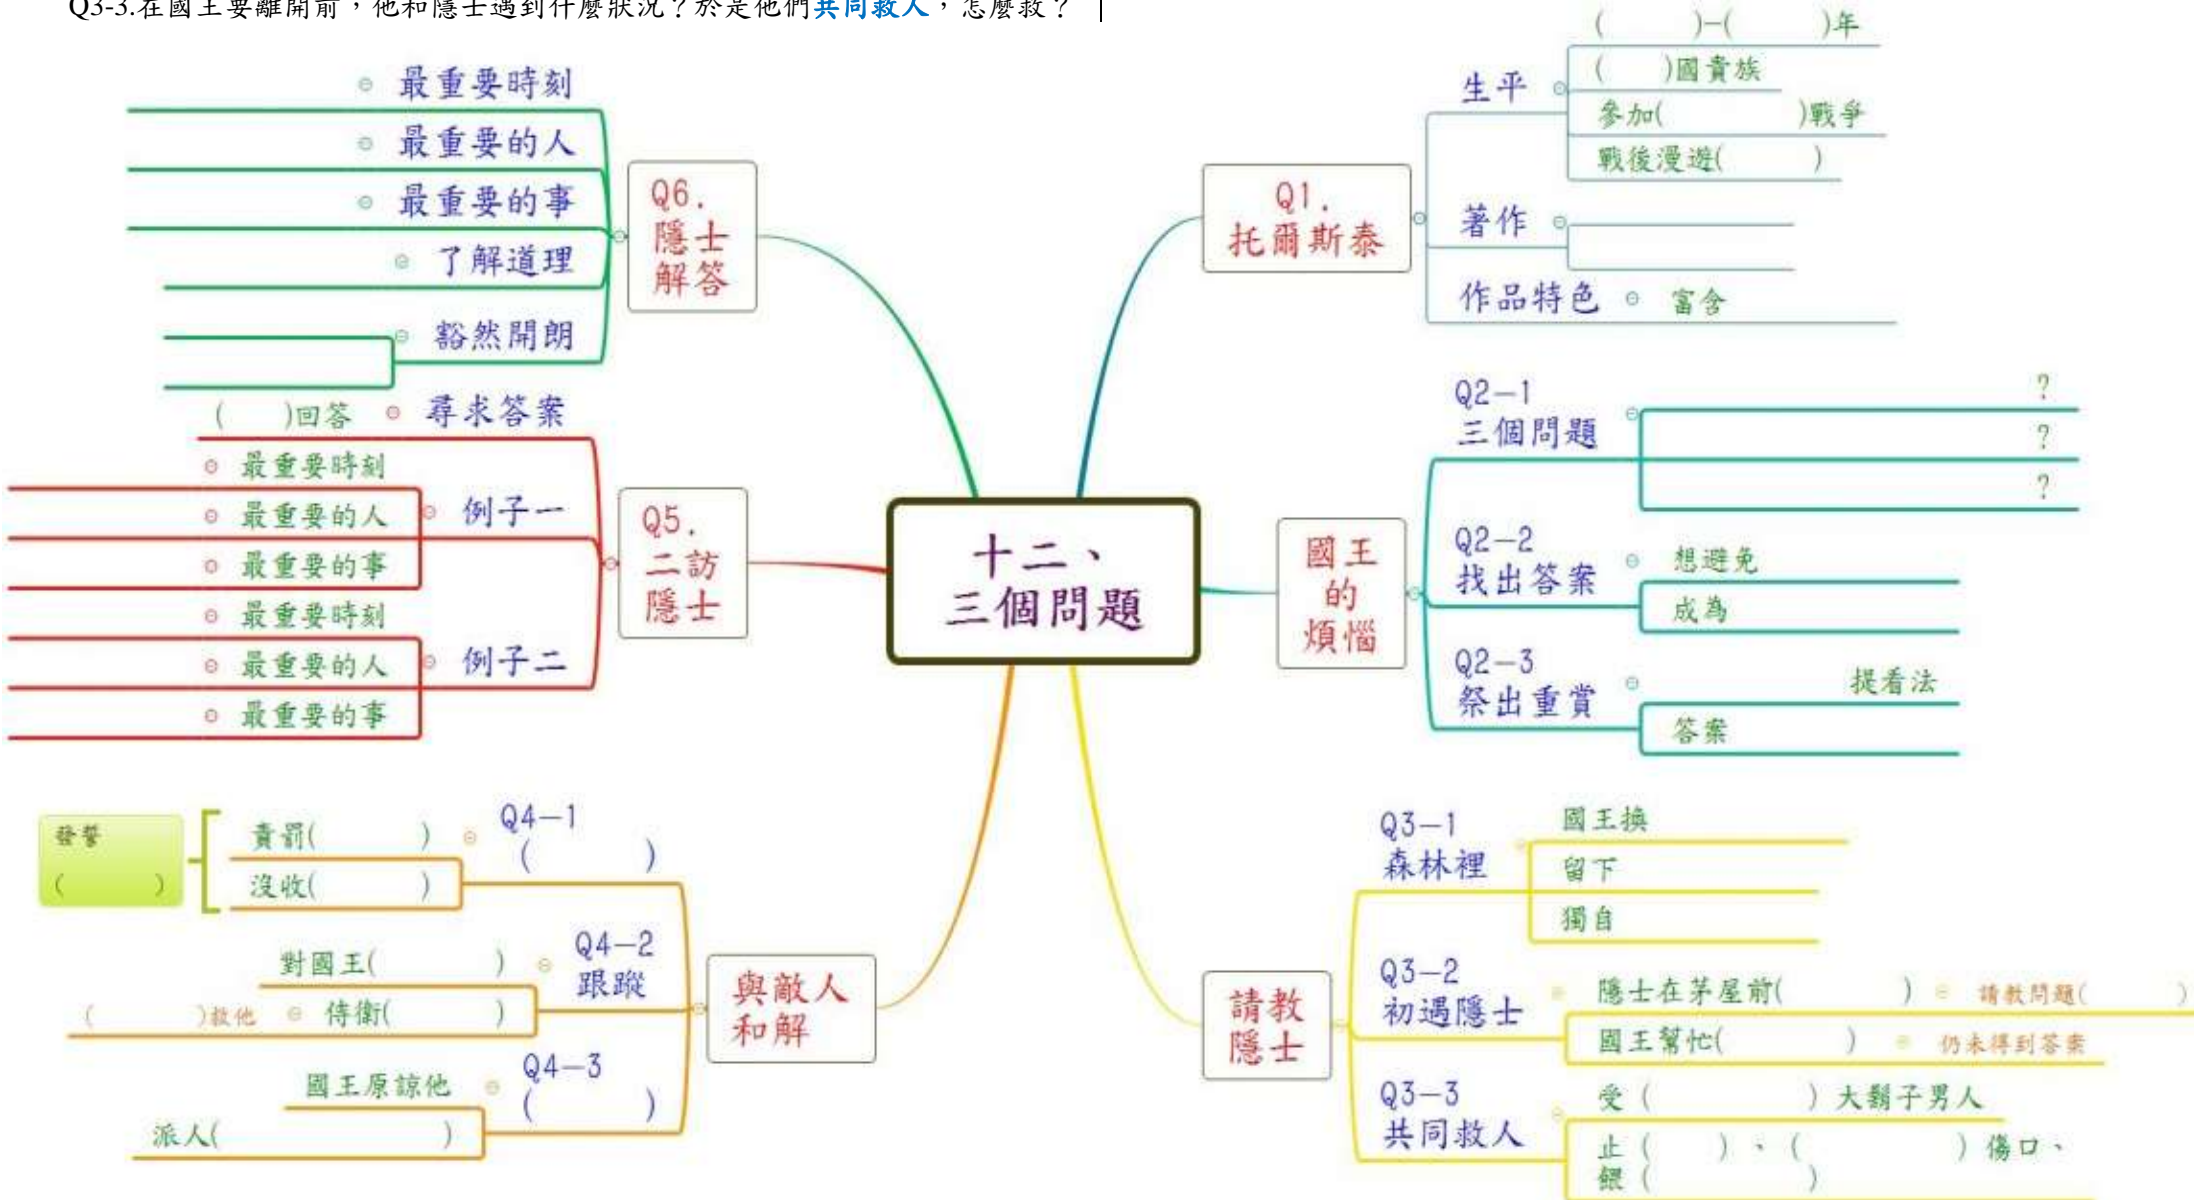 Q3-3.在國王要離開前，他和隱士遇到什麼狀況？於是他們共同救人，怎麼救？
十二、
三個問題
Q1.
托爾斯泰
生平
(　　)—(　　)年
(　　)國貴族
參加(　　)戰爭
戰後漫遊(　　)
著作
作品特色
富含
國王
的
煩惱
Q2—1
三個問題
?
?
?
Q2—2
找出答案
想避免
成為
Q2—3
祭出重賞
提看法
答案
請教
隱士
Q3—1
森林裡
國王換
留下
獨自
Q3—2
初遇隱士
隱士在茅屋前(　　)
請教問題(　　)
國王幫忙(　　)
仍未得到答案
Q3—3
共同救人
受（　　）大鬍子男人
止（　　）、（　　）傷口、
餵（　　）
與敵人
和解
Q4—1
(　　)
責罰(　　)
沒收(　　)
發誓
(　　)
Q4—2
跟蹤
對國王(　　)
侍衛(　　)
(　　)救他
Q4—3
(　　)
國王原諒他
派人(　　)
Q5.
二訪
隱士
尋求答案
(　　)回答
例子一
最重要時刻
最重要的人
最重要的事
例子二
最重要時刻
最重要的人
最重要的事
Q6.
隱士
解答
最重要時刻
最重要的人
最重要的事
了解道理
豁然開朗